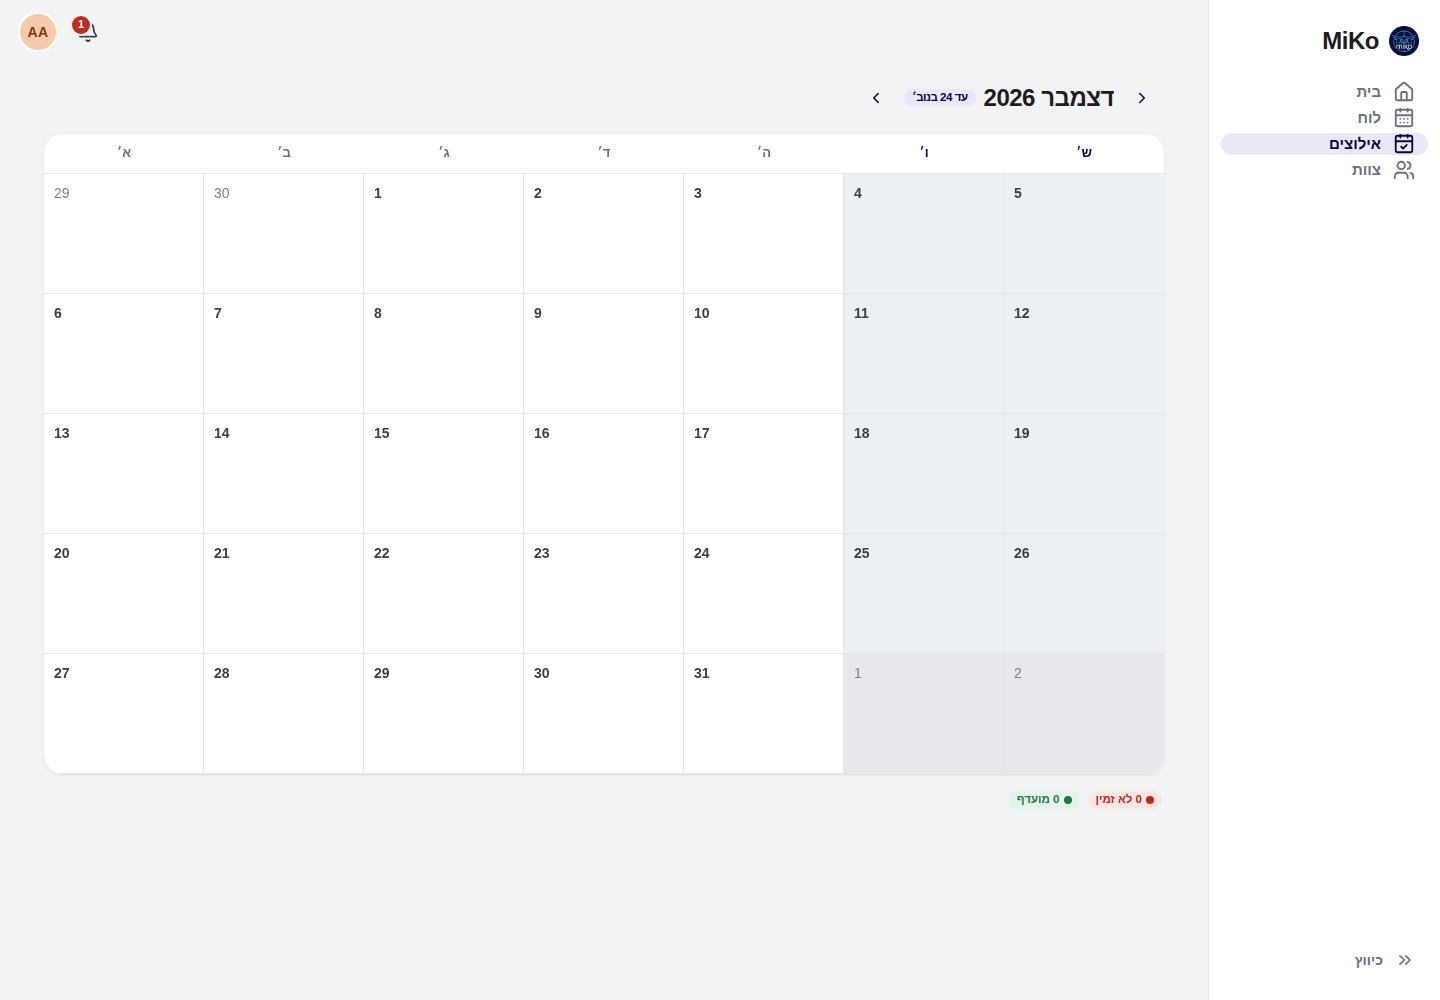 MiKo
בית
לוח
אילוצים
צוות
כיווץ
AA
1
דצמבר 2026
עד 24 בנוב׳
א׳ ב׳ ג׳ ד׳ ה׳ ו׳ ש׳
29 30 1 2 3 4 5
6 7 8 9 10 11 12
13 14 15 16 17 18 19
20 21 22 23 24 25 26
27 28 29 30 31 1 2
0 לא זמין
0 מועדף